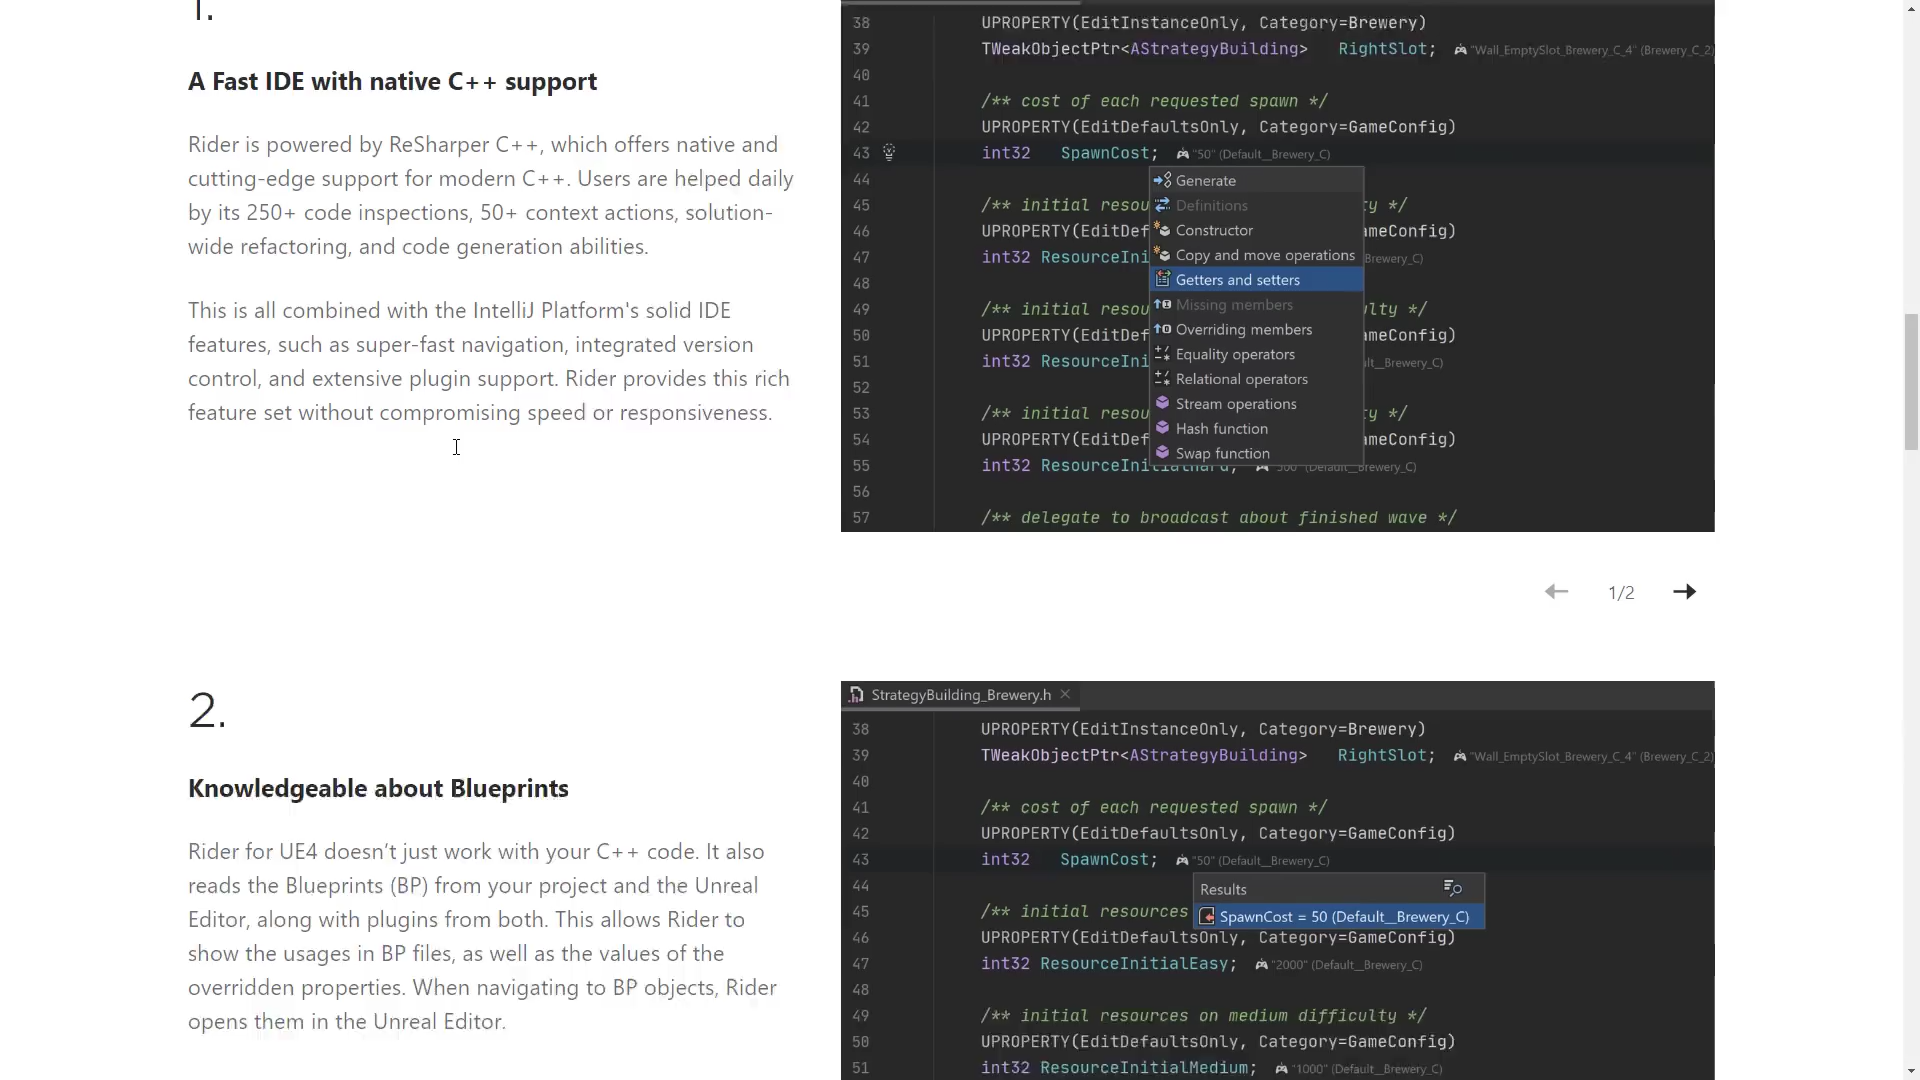 1.
A Fast IDE with native C++ support
Rider is powered by ReSharper C++, which offers native and
cutting-edge support for modern C++. Users are helped daily
by its 250+ code inspections, 50+ context actions, solution-
wide refactoring, and code generation abilities.
This is all combined with the IntelliJ Platform's solid IDE
features, such as super-fast navigation, integrated version
control, and extensive plugin support. Rider provides this rich
feature set without compromising speed or responsiveness.
38 UPROPERTY(EditInstanceOnly, Category=Brewery)
39 TWeakObjectPtr<AStrategyBuilding> RightSlot; "Wall_EmptySlot_Brewery_C_4" (Brewery_C_2)
40
41 /** cost of each requested spawn */
42 UPROPERTY(EditDefaultsOnly, Category=GameConfig)
43 int32 SpawnCost; "50" (Default__Brewery_C)
44 Generate
Definitions
45 /** initial resou ty */
46 UPROPERTY(EditDef Constructor ameConfig)
47 int32 ResourceIni Copy and move operations Brewery_C)
48 Getters and setters
49 /** initial resou Missing members lty */
50 UPROPERTY(EditDef Overriding members ameConfig)
51 int32 ResourceIni Equality operators lt__Brewery_C)
52 Relational operators
53 /** initial resou Stream operations ty */
54 UPROPERTY(EditDef Hash function ameConfig)
Swap function
55 int32 ResourceInitialHard; "500" (Default__Brewery_C)
56
57 /** delegate to broadcast about finished wave */
1/2
2.
Knowledgeable about Blueprints
Rider for UE4 doesn’t just work with your C++ code. It also
reads the Blueprints (BP) from your project and the Unreal
Editor, along with plugins from both. This allows Rider to
show the usages in BP files, as well as the values of the
overridden properties. When navigating to BP objects, Rider
opens them in the Unreal Editor.
StrategyBuilding_Brewery.h
38 UPROPERTY(EditInstanceOnly, Category=Brewery)
39 TWeakObjectPtr<AStrategyBuilding> RightSlot; "Wall_EmptySlot_Brewery_C_4" (Brewery_C_2)
40
41 /** cost of each requested spawn */
42 UPROPERTY(EditDefaultsOnly, Category=GameConfig)
43 int32 SpawnCost; "50" (Default__Brewery_C)
44 Results
45 /** initial resources SpawnCost = 50 (Default__Brewery_C)
46 UPROPERTY(EditDefaultsOnly, Category=GameConfig)
47 int32 ResourceInitialEasy; "2000" (Default__Brewery_C)
48
49 /** initial resources on medium difficulty */
50 UPROPERTY(EditDefaultsOnly, Category=GameConfig)
51 int32 ResourceInitialMedium; "1000" (Default__Brewery_C)